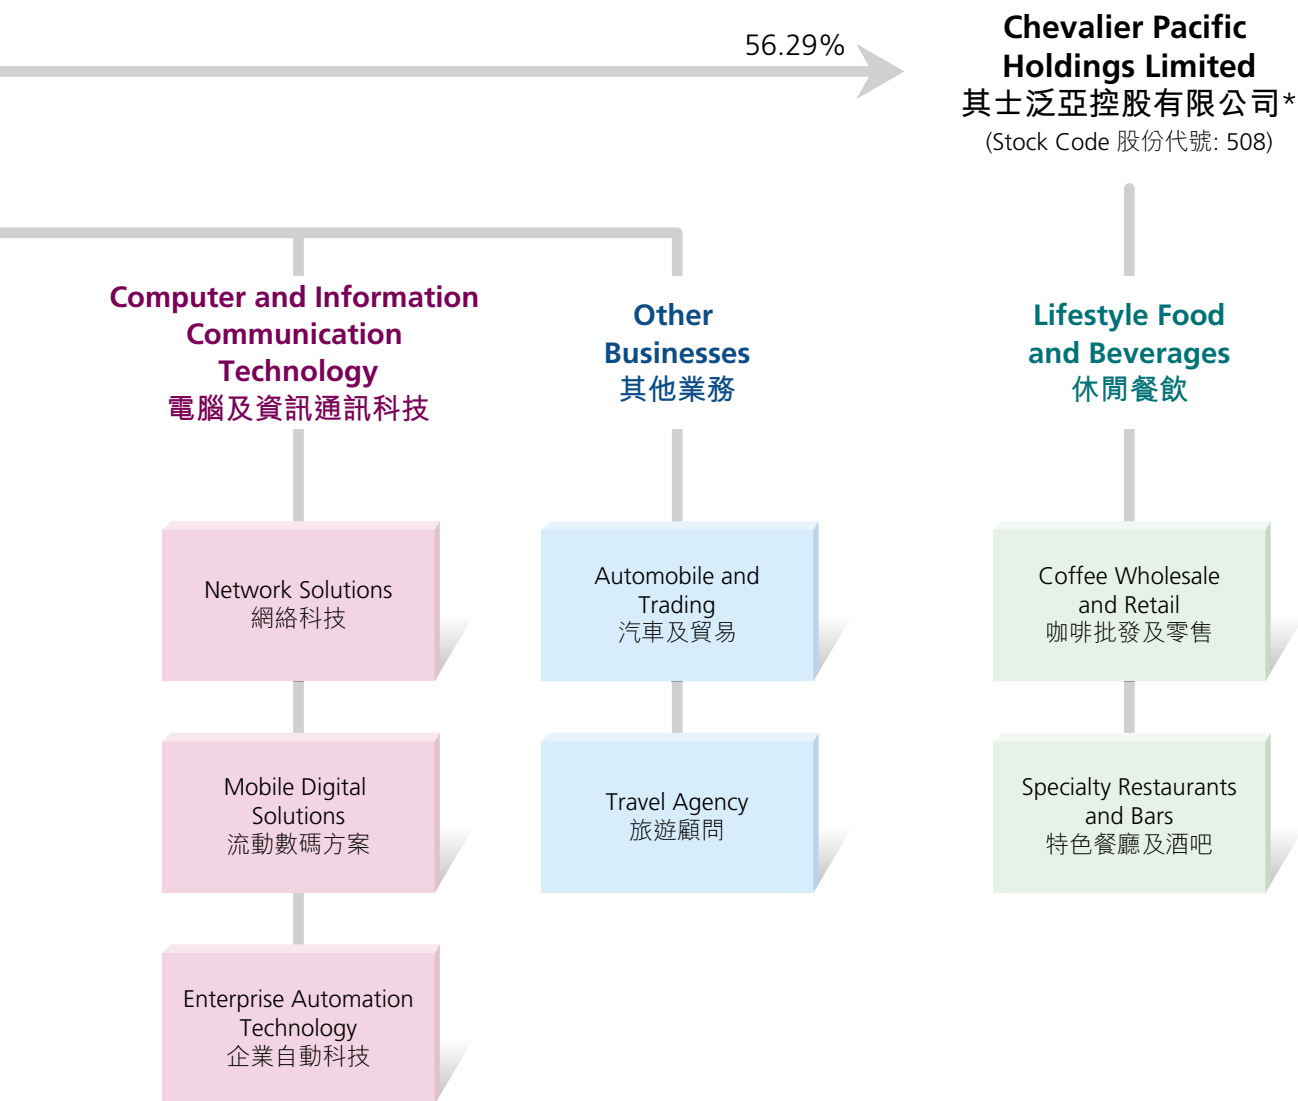 56.29%
Chevalier Pacific
Holdings Limited
其士泛亞控股有限公司*
(Stock Code 股份代號: 508)
Computer and Information
Communication
Technology
電腦及資訊通訊科技
Network Solutions
網絡科技
Mobile Digital
Solutions
流動數碼方案
Enterprise Automation
Technology
企業自動科技
Other
Businesses
其他業務
Automobile and
Trading
汽車及貿易
Travel Agency
旅遊顧問
Lifestyle Food
and Beverages
休閒餐飲
Coffee Wholesale
and Retail
咖啡批發及零售
Specialty Restaurants
and Bars
特色餐廳及酒吧